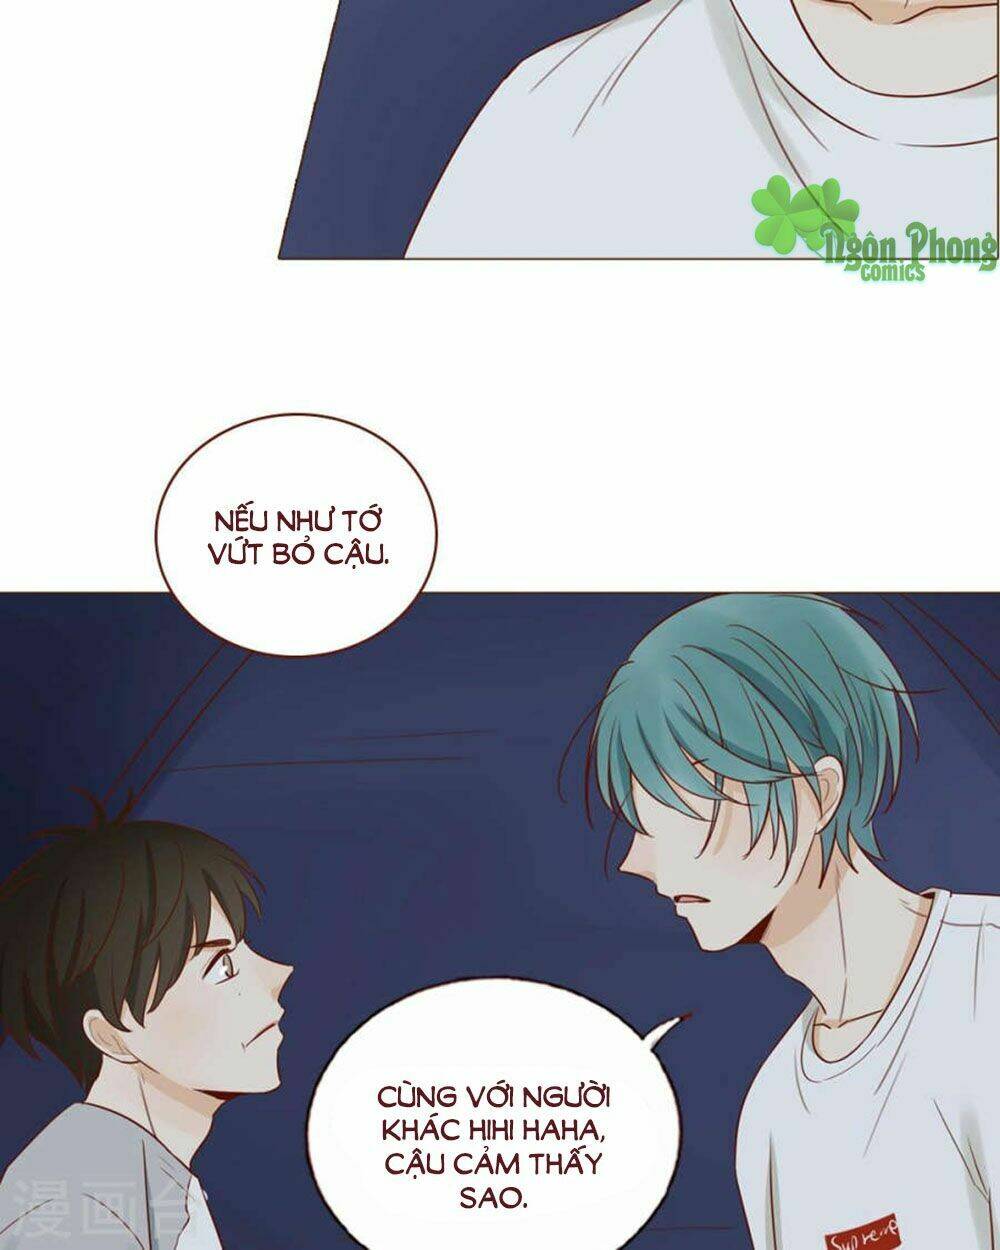 Ngôn Phong
comics
NẾU NHƯ TỚ
VỨT BỎ CẬU.
CÙNG VỚI NGƯỜI
KHÁC HIHI HAHA,
CẬU CẢM THẤY
SAO.
漫画台
Supreme